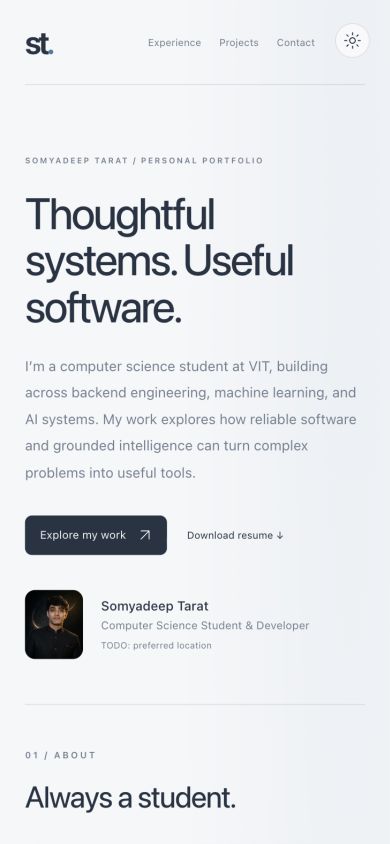 st.
Experience Projects Contact
SOMYADEEP TARAT / PERSONAL PORTFOLIO
Thoughtful
systems. Useful
software.
I'm a computer science student at VIT, building
across backend engineering, machine learning, and
AI systems. My work explores how reliable software
and grounded intelligence can turn complex
problems into useful tools.
Explore my work ↗ Download resume ↓
Somyadeep Tarat
Computer Science Student & Developer
TODO: preferred location
01 / ABOUT
Always a student.